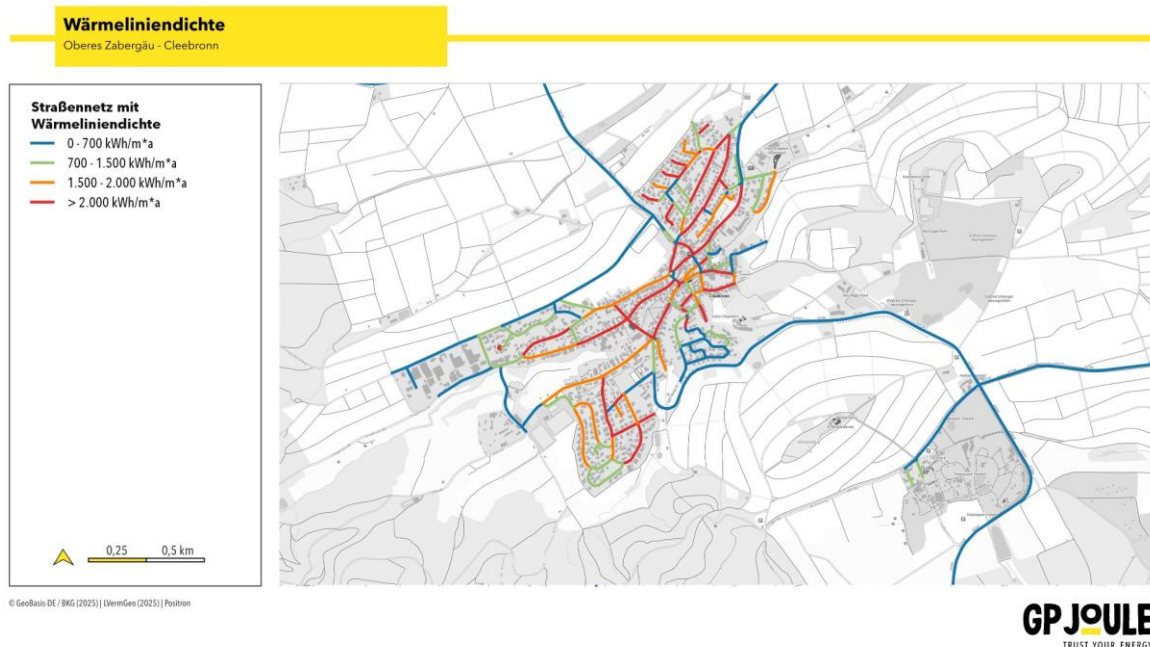 Wärmeliniendichte
Oberes Zabergäu - Cleebronn
Straßennetz mit
Wärmeliniendichte
0 - 700 kWh/m*a
700 - 1.500 kWh/m*a
1.500 - 2.000 kWh/m*a
> 2.000 kWh/m*a
0,25 0,5 km
© GeoBasis-DE / BKG (2025) | LVermGeo (2025) | Positron
GP JOULE
TRUST YOUR ENERGY